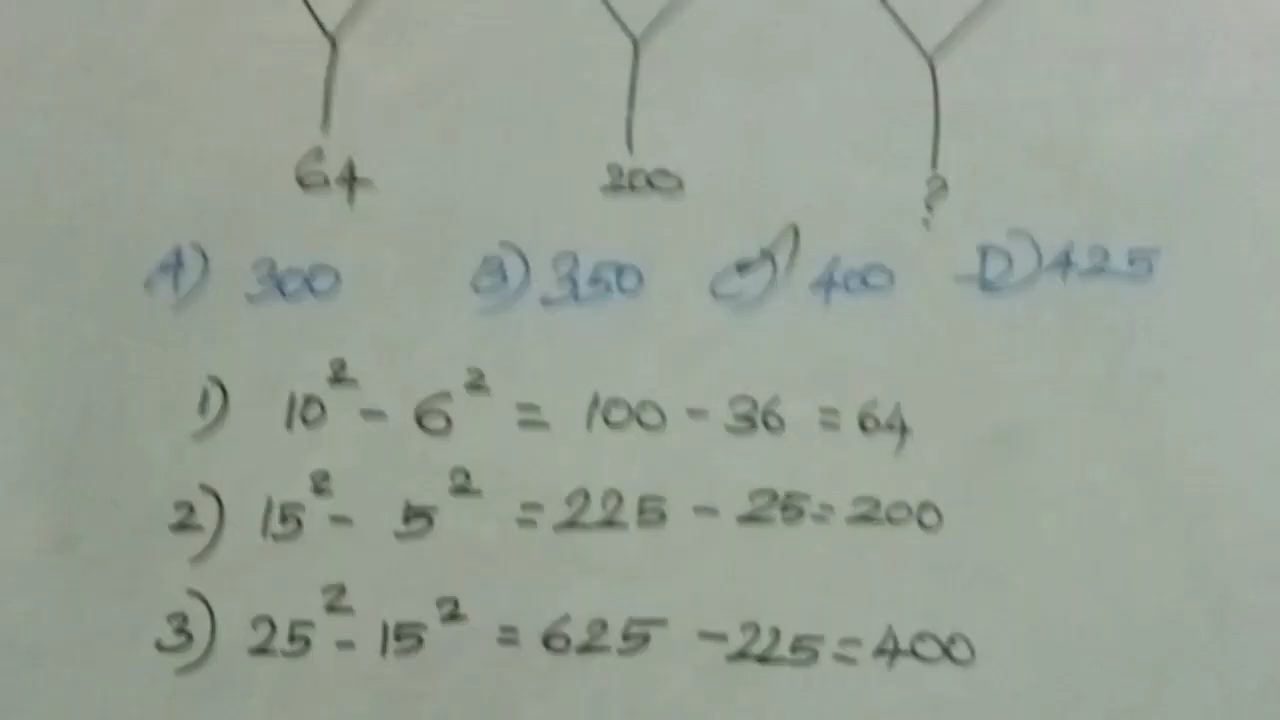 64 200 ?
A) 300 B) 350 C) 400 D) 425
1) 10² - 6² = 100 - 36 = 64
2) 15² - 5² = 225 - 25 = 200
3) 25² - 15² = 625 - 225 = 400